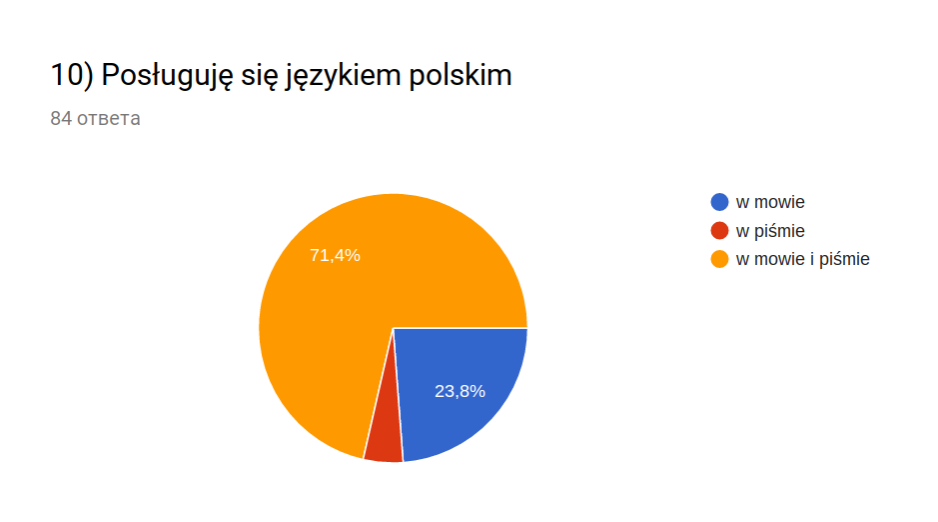 10) Posługuję się językiem polskim
84 ответа
w mowie
w piśmie
w mowie i piśmie
71,4%
23,8%